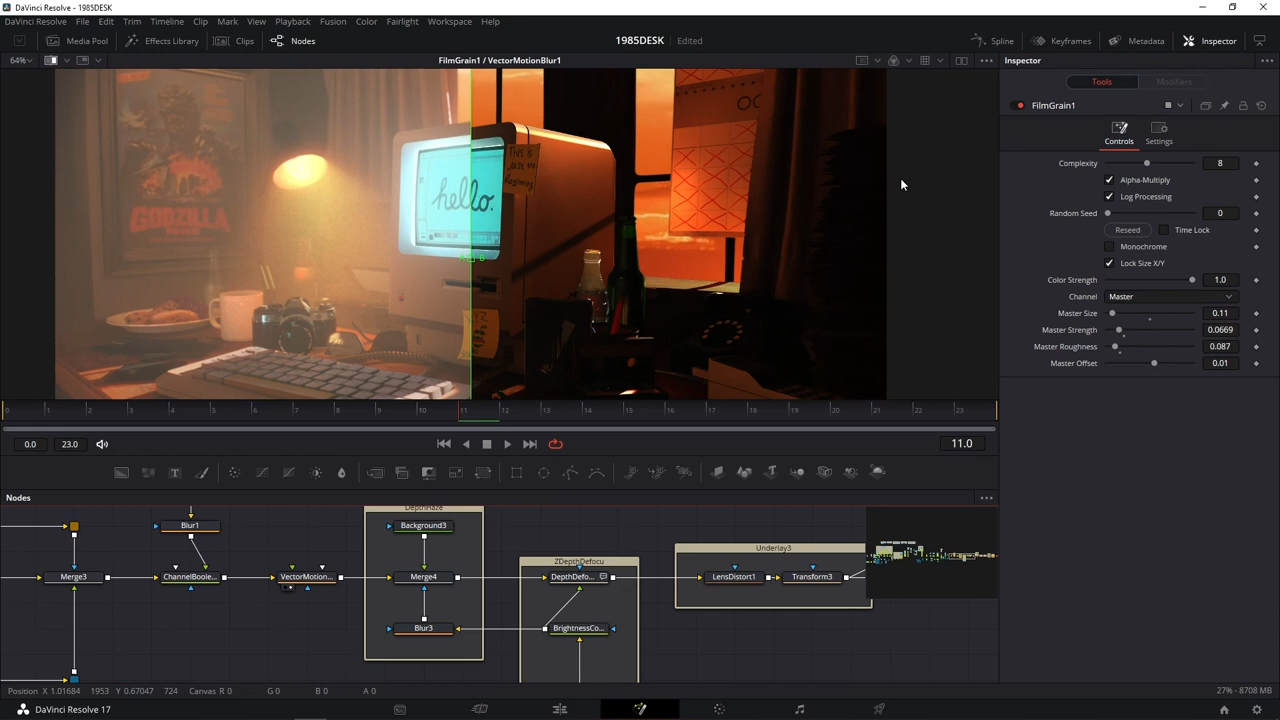 DaVinci Resolve - 1985DESK
DaVinci Resolve File Edit Trim Timeline Clip Mark View Playback Fusion Color Fairlight Workspace Help
Media Pool Effects Library Clips Nodes 1985DESK Edited Spline Keyframes Metadata Inspector
64% FilmGrain1 / VectorMotionBlur1 Inspector
Tools Modifiers
FilmGrain1
Controls Settings
Complexity 8
Alpha-Multiply
Log Processing
Random Seed 0
Reseed Time Lock
Monochrome
Lock Size X/Y
Color Strength 1.0
Channel Master
Master Size 0.11
Master Strength 0.0669
Master Roughness 0.087
Master Offset 0.01
GODZILLA
hello.
THIS IS
JUST the
Beginning
0 1 2 3 4 5 6 7 8 9 10 11 12 13 14 15 16 17 18 19 20 21 22 23
0.0 23.0 11.0
Nodes
DepthHaze
Blur1 Background3
ZDepthDefocu
Underlay3
Merge3 ChannelBoole... VectorMotion... Merge4 DepthDefo... LensDistort1 Transform3
Blur3 BrightnessCo...
Position X 1.01684 1953 Y 0.67047 724 Canvas R 0 G 0 B 0 A 0 27% - 8708 MB
DaVinci Resolve 17